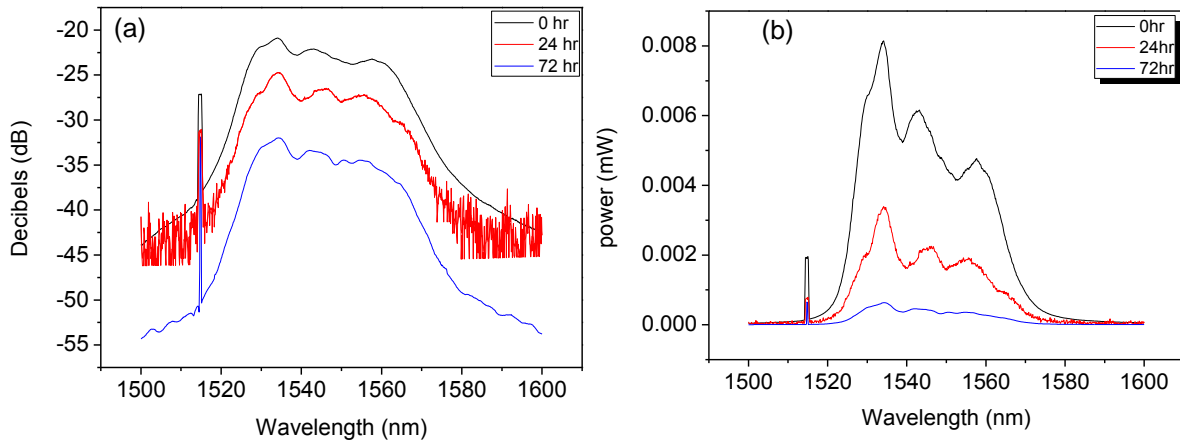 (a)
0 hr
24 hr
72 hr
-20
-25
-30
-35
-40
-45
-50
-55
Decibels (dB)
1500 1520 1540 1560 1580 1600
Wavelength (nm)
(b)
0hr
24hr
72hr
0.008
0.006
0.004
0.002
0.000
power (mW)
1500 1520 1540 1560 1580 1600
Wavelength (nm)